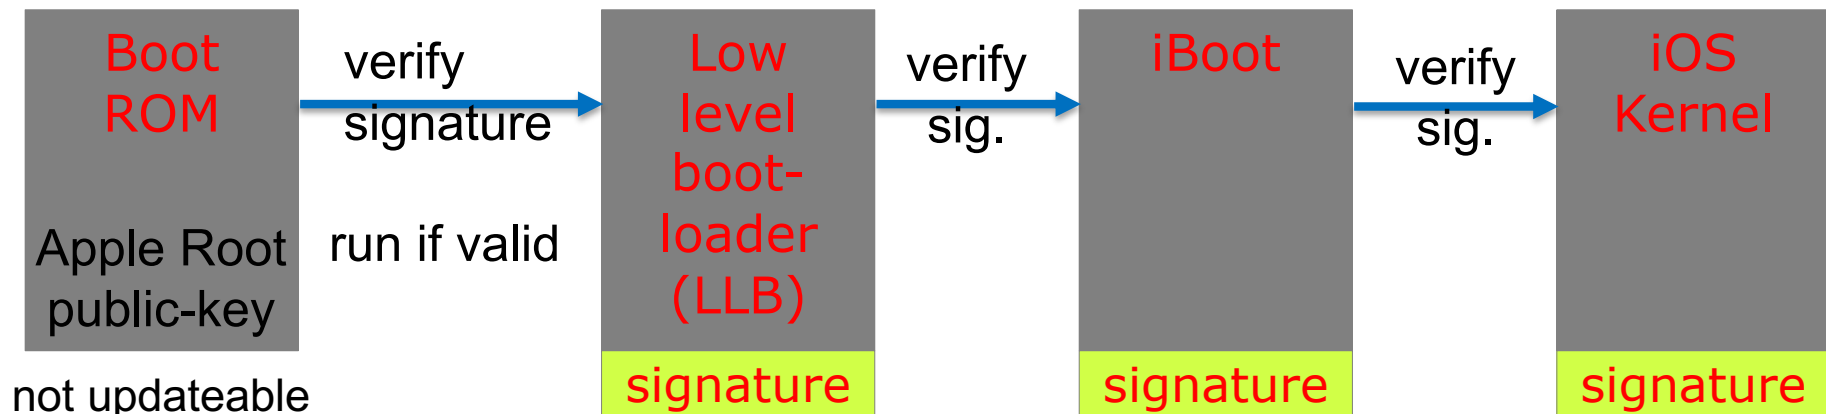 Boot
ROM
Apple Root
public-key
not updateable
verify
signature
run if valid
Low
level
boot-
loader
(LLB)
signature
verify
sig.
iBoot
signature
verify
sig.
iOS
Kernel
signature